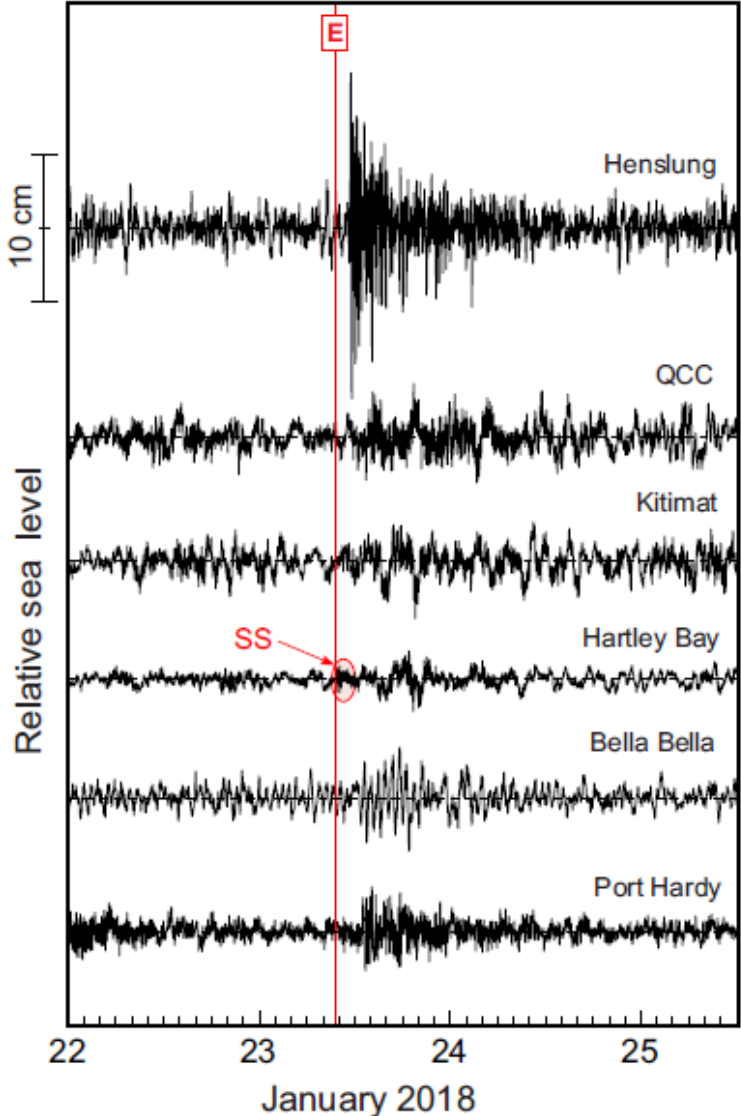 E
Henslung
10 cm
QCC
Kitimat
Relative sea level
SS
Hartley Bay
Bella Bella
Port Hardy
22 23 24 25
January 2018